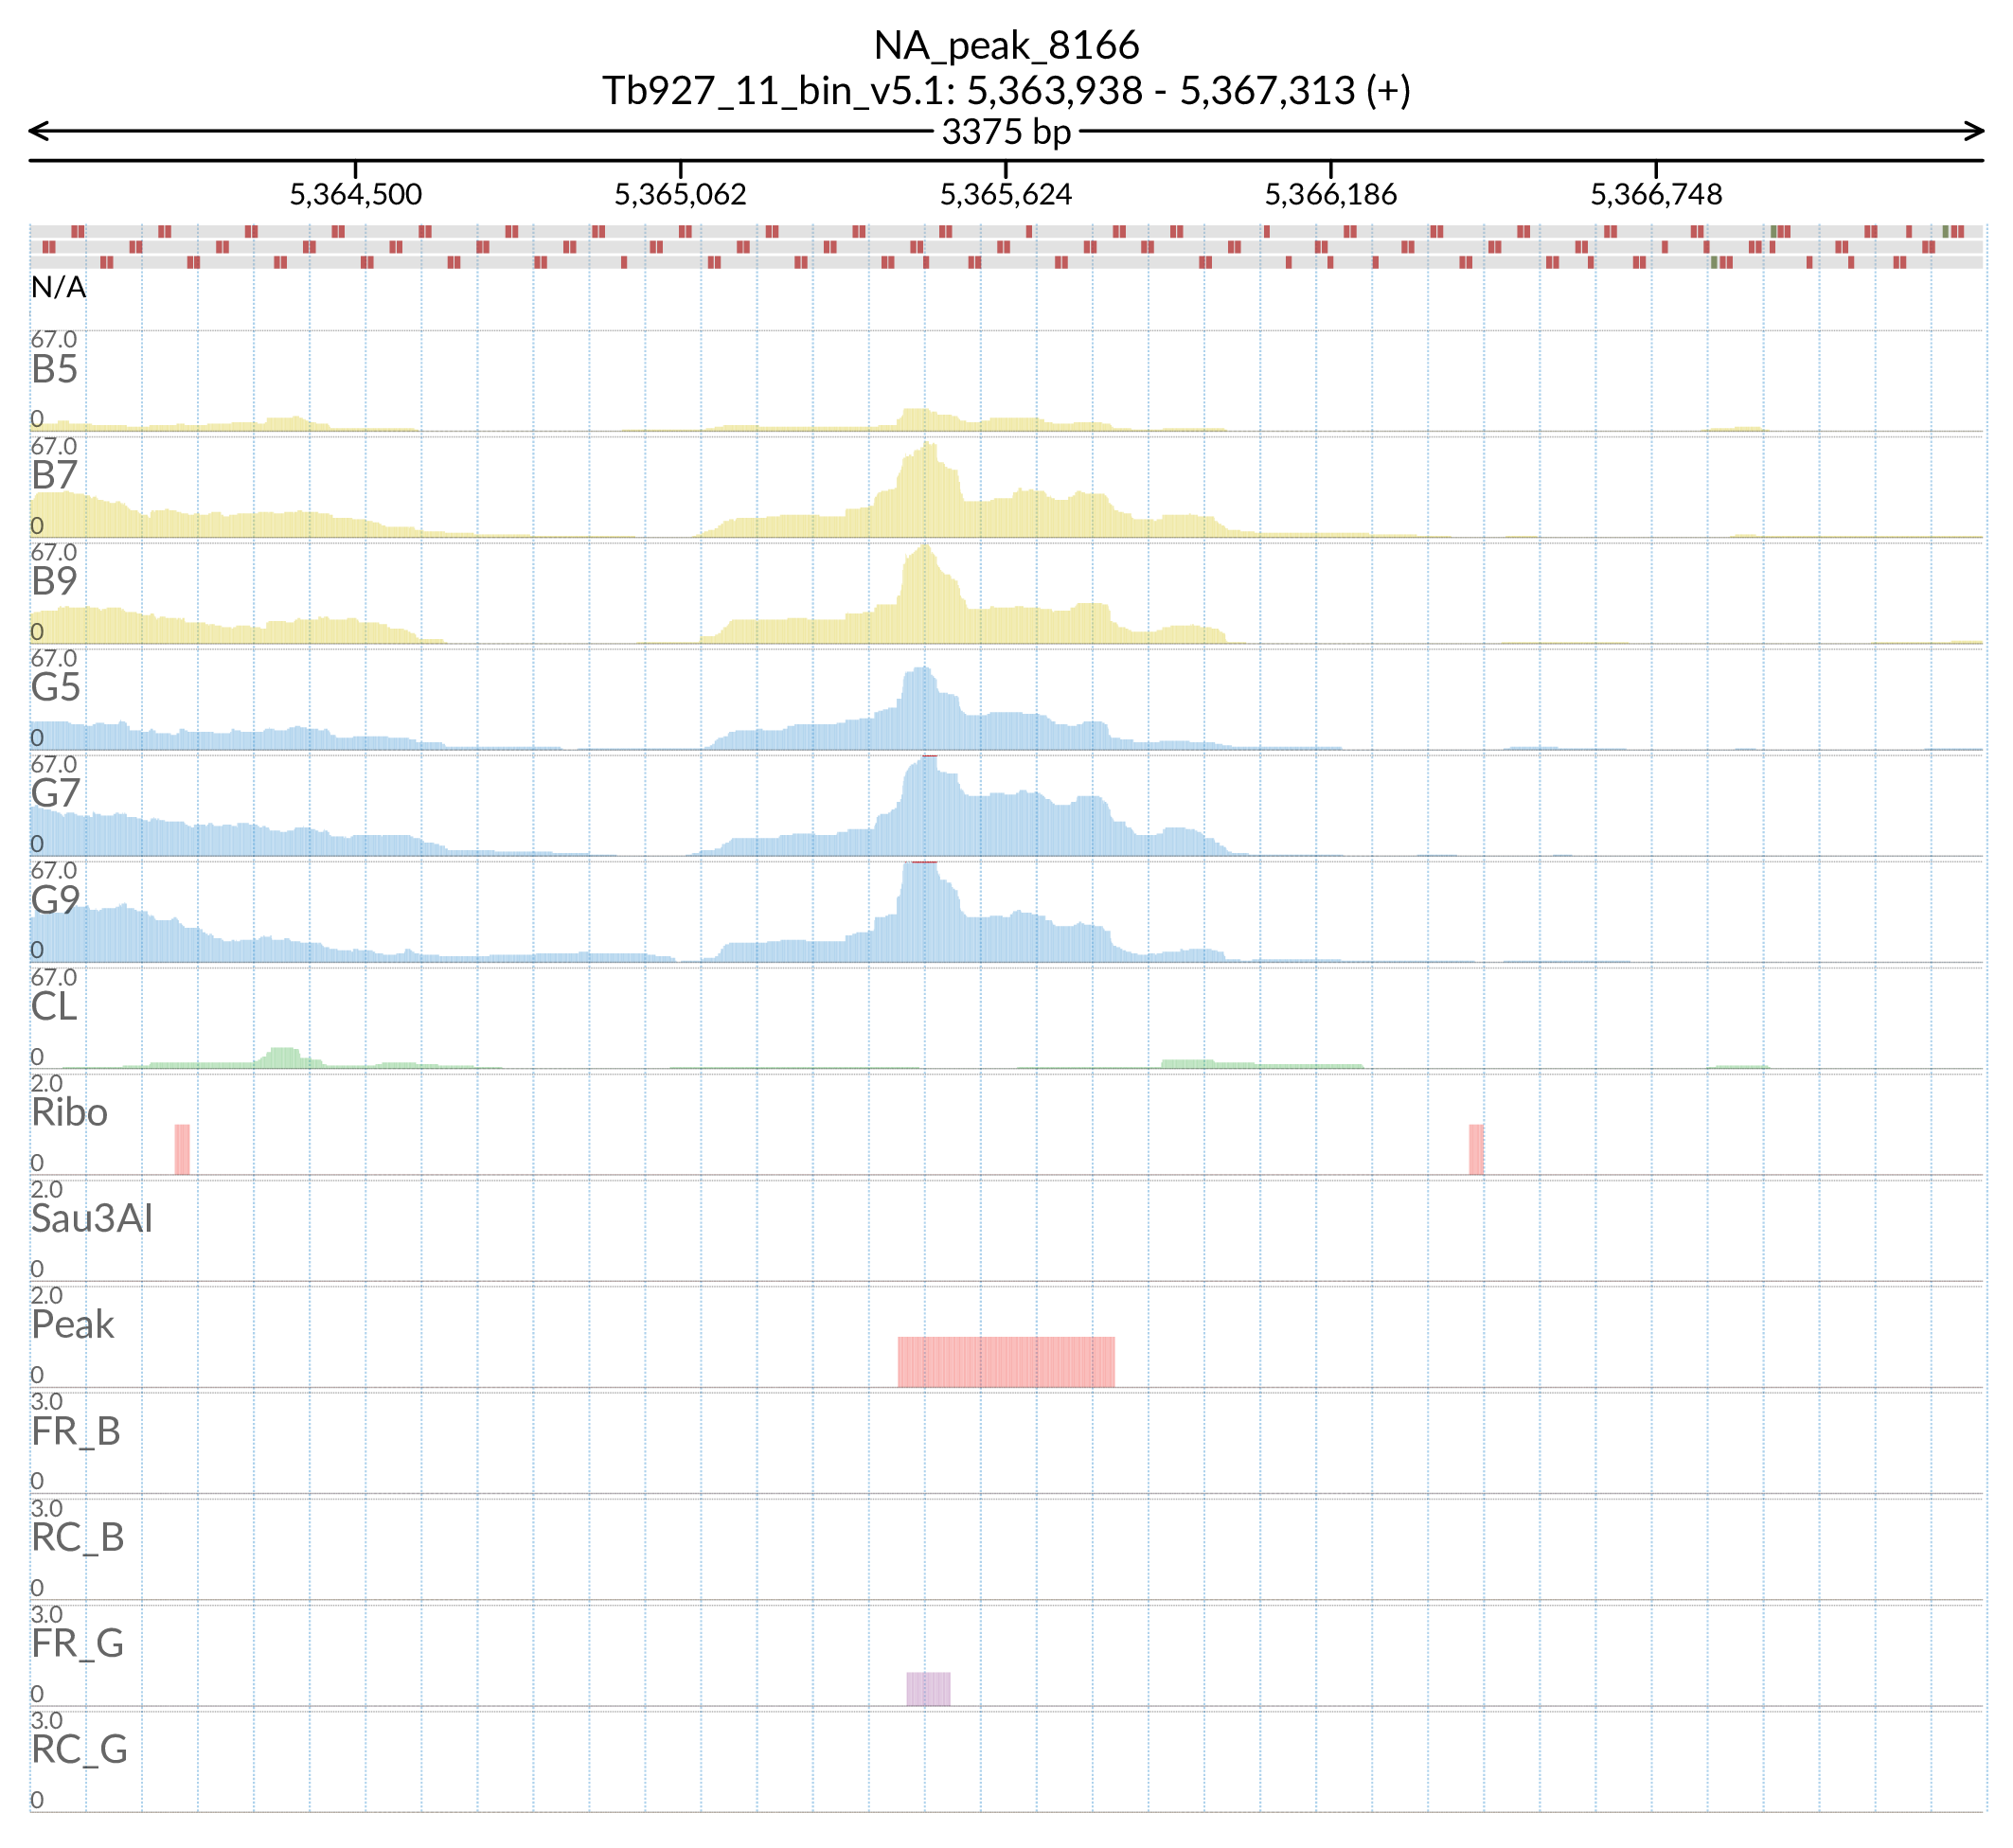 NA_peak_8166
Tb927_11_bin_v5.1: 5,363,938 - 5,367,313 (+)
3375 bp
5,364,500 5,365,062 5,365,624 5,366,186 5,366,748
N/A
67.0
B5
0
67.0
B7
0
67.0
B9
0
67.0
G5
0
67.0
G7
0
67.0
G9
0
67.0
CL
0
2.0
Ribo
0
2.0
Sau3AI
0
2.0
Peak
0
3.0
FR_B
0
3.0
RC_B
0
3.0
FR_G
0
3.0
RC_G
0